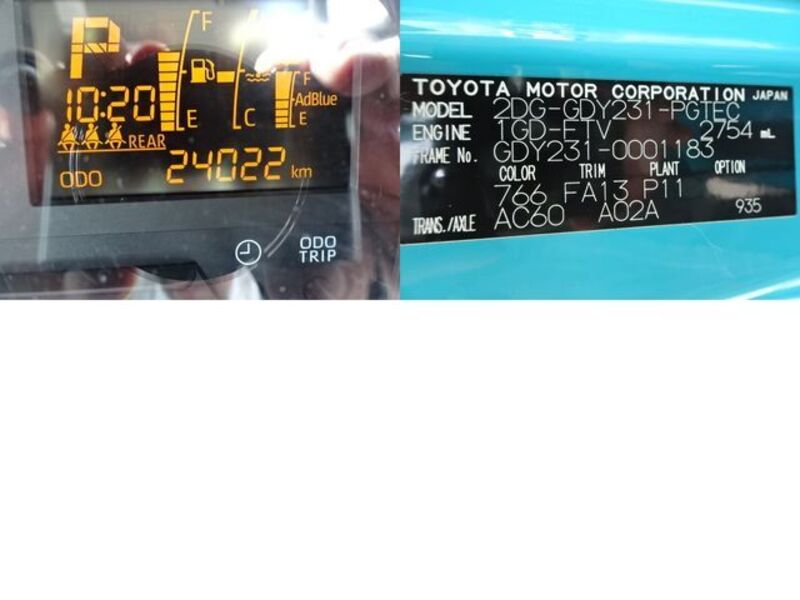 P
F
10:20
AdBlue
F
E
C
E
REAR
ODO 24022 km
ODO
TRIP
TOYOTA MOTOR CORPORATION JAPAN
MODEL 2DG-GDY231-PGTEC
ENGINE 1GD-FTV 2754 mL
FRAME No. GDY231-0001183
COLOR TRIM PLANT OPTION
766 FA13 P11
TRANS./AXLE AC60 A02A 935